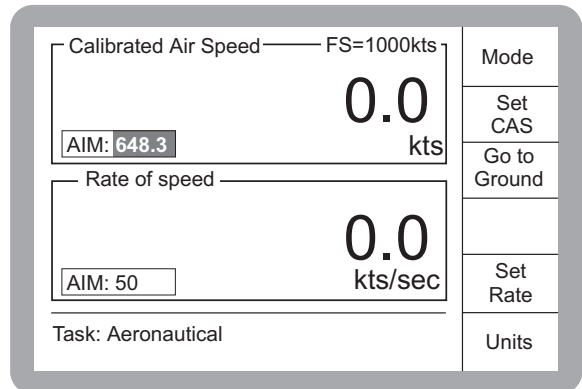 Calibrated Air Speed FS=1000kts
0.0
AIM: 648.3 kts
Rate of speed
0.0
AIM: 50 kts/sec
Task: Aeronautical
Mode
Set
CAS
Go to
Ground
Set
Rate
Units